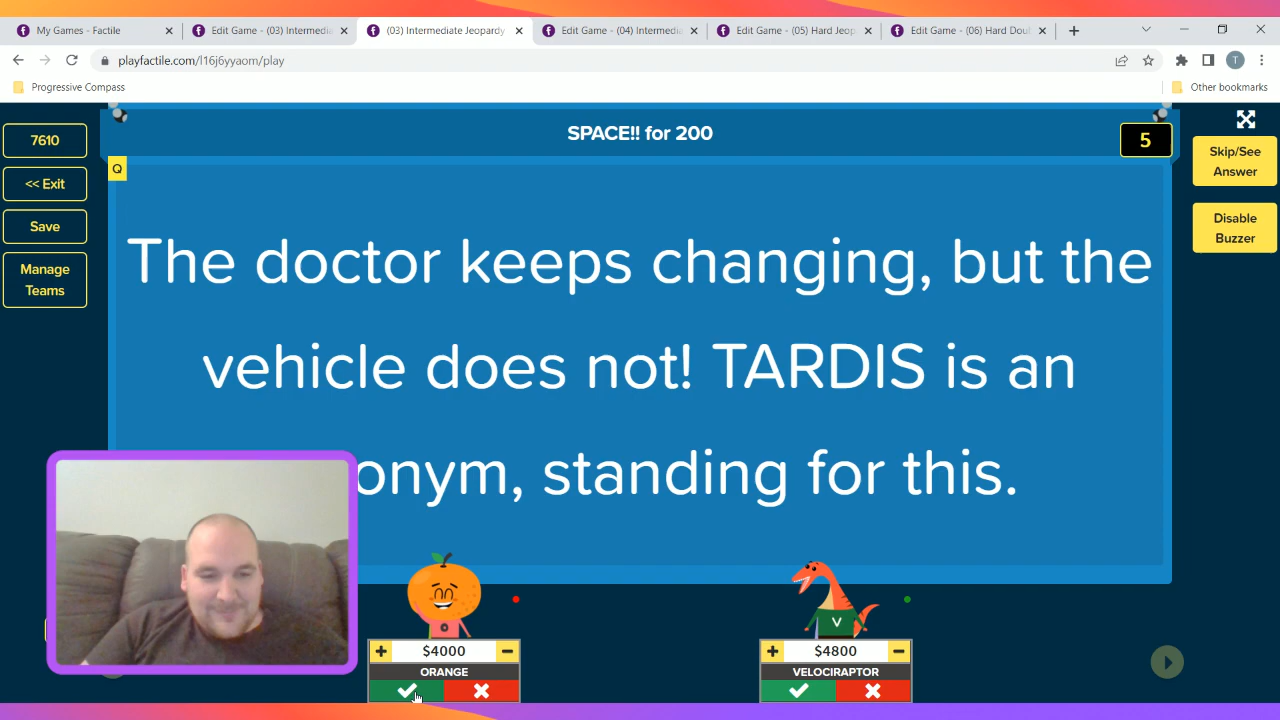 My Games - Factile
Edit Game - (03) Intermedia
(03) Intermediate Jeopardy
Edit Game - (04) Intermedia
Edit Game - (05) Hard Jeop
Edit Game - (06) Hard Dou
playfactile.com/l16j6yyaom/play
T
Progressive Compass
Other bookmarks
7610
<< Exit
Save
Manage
Teams
SPACE!! for 200
5
Skip/See
Answer
Disable
Buzzer
Q
The doctor keeps changing, but the
vehicle does not! TARDIS is an
onym, standing for this.
V
+ $4000 −
ORANGE
+ $4800 −
VELOCIRAPTOR